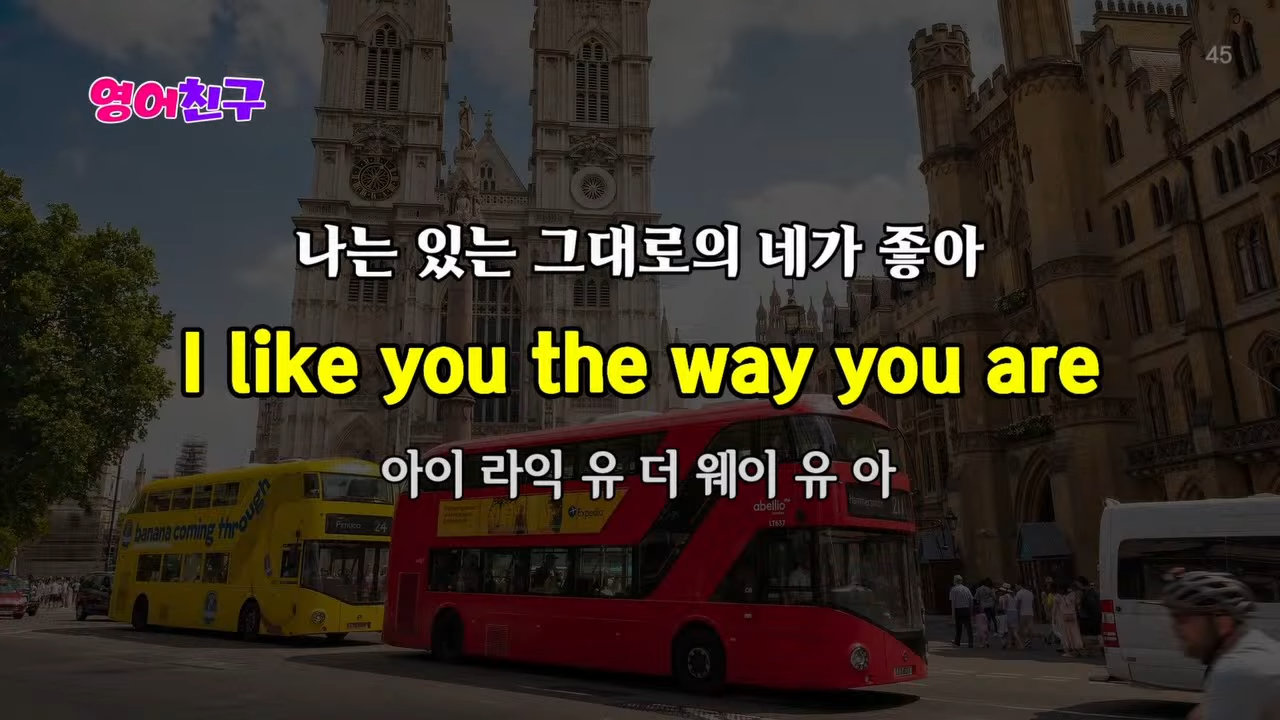 45
영어친구
나는 있는 그대로의 네가 좋아
I like you the way you are
아이 라익 유 더 웨이 유 아
banana coming through
24
Expedia
abellio
LT617
211